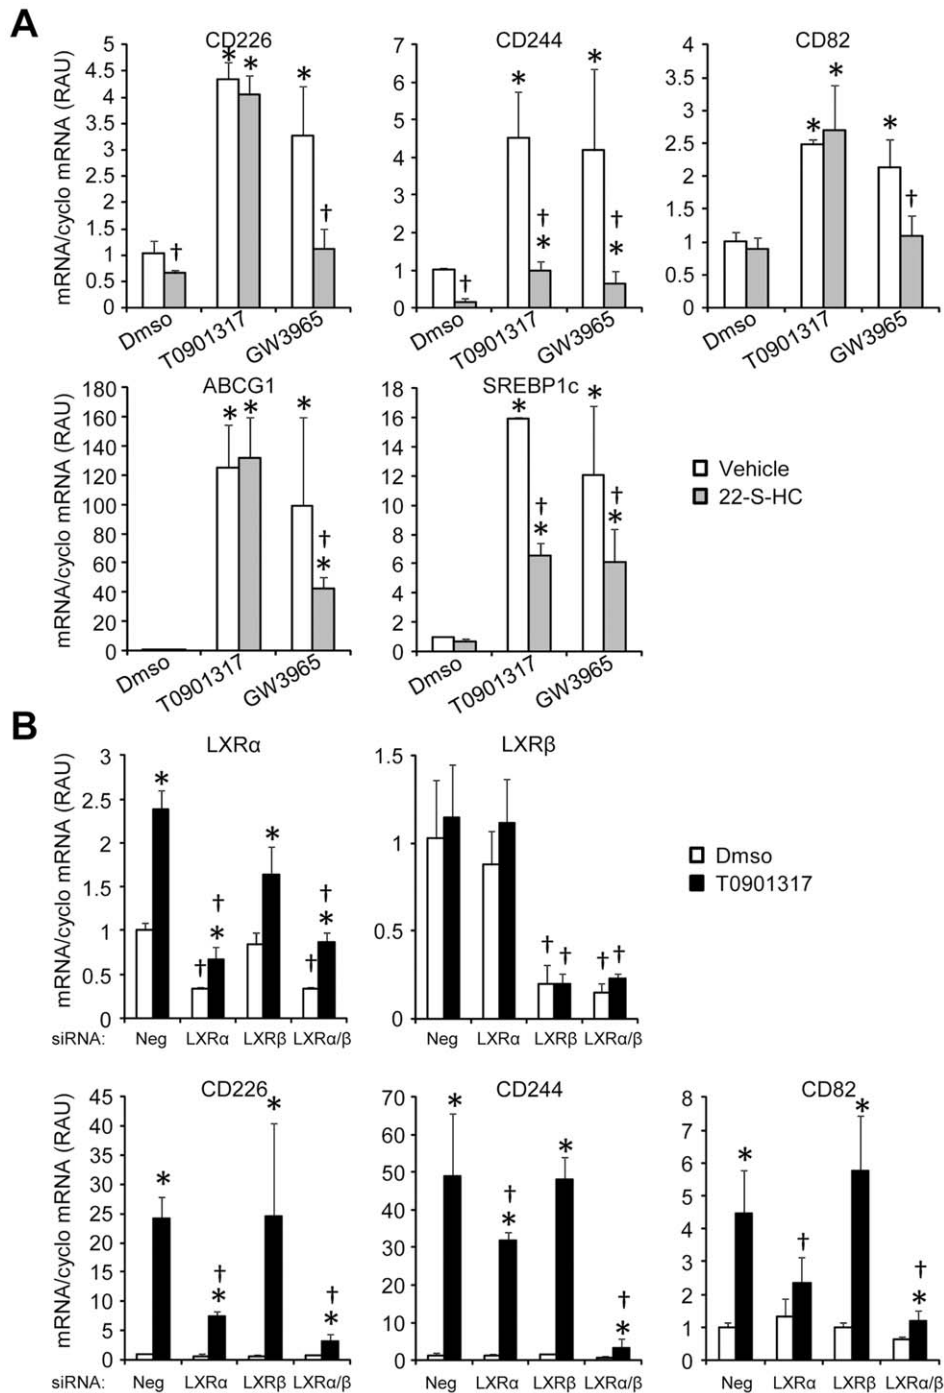 A
CD226
CD244
CD82
mRNA/cyclo mRNA (RAU)
5
4.5
4
3.5
3
2.5
2
1.5
1
0.5
0
* * * † †
Dmso
T0901317
GW3965
7
6
5
4
3
2
1
0
† * † * * † *
Dmso
T0901317
GW3965
4
3.5
3
2.5
2
1.5
1
0.5
0
* * * †
Dmso
T0901317
GW3965
ABCG1
SREBP1c
mRNA/cyclo mRNA (RAU)
180
160
140
120
100
80
60
40
20
0
* * * † *
Dmso
T0901317
GW3965
18
16
14
12
10
8
6
4
2
0
* † * * † *
Dmso
T0901317
GW3965
Vehicle
22-S-HC
B
LXRα
LXRβ
mRNA/cyclo mRNA (RAU)
3
2.5
2
1.5
1
0.5
0
* † † * * † † *
siRNA: Neg LXRα LXRβ LXRα/β
1.5
1
0.5
0
† † † †
Neg LXRα LXRβ LXRα/β
Dmso
T0901317
CD226
CD244
CD82
mRNA/cyclo mRNA (RAU)
45
40
35
30
25
20
15
10
5
0
* † * * † *
siRNA: Neg LXRα LXRβ LXRα/β
70
60
50
40
30
20
10
0
* † * * † *
Neg LXRα LXRβ LXRα/β
8
7
6
5
4
3
2
1
0
* † * † *
Neg LXRα LXRβ LXRα/β